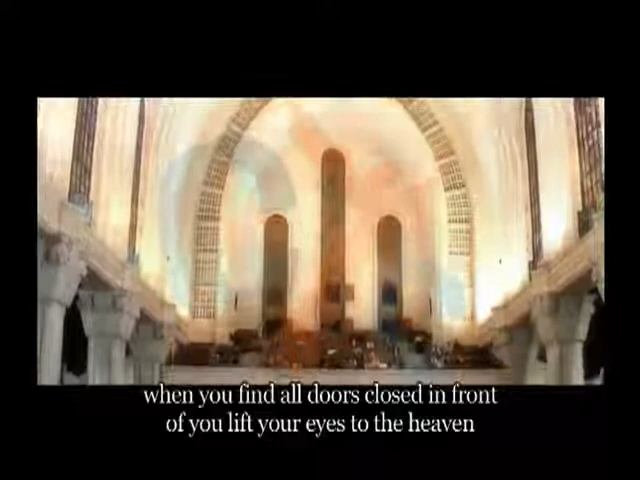 when you find all doors closed in front
of you lift your eyes to the heaven